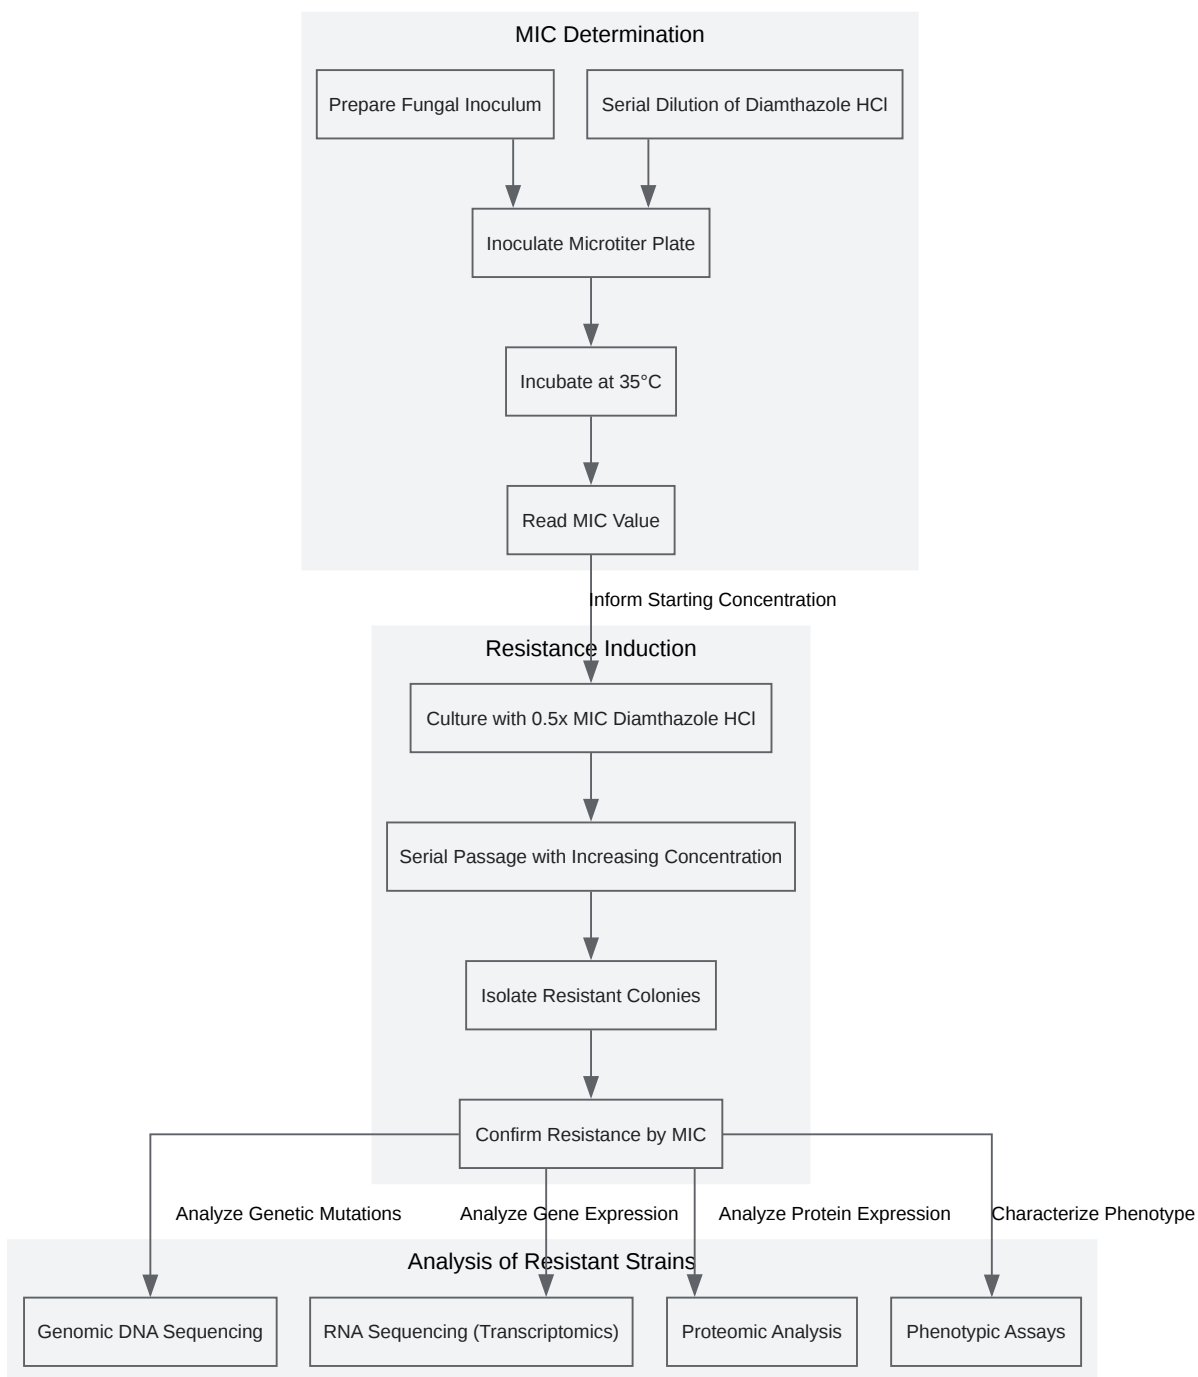 MIC Determination
Prepare Fungal Inoculum
Serial Dilution of Diamthazole HCl
Inoculate Microtiter Plate
Incubate at 35°C
Read MIC Value
Inform Starting Concentration
Resistance Induction
Culture with 0.5x MIC Diamthazole HCl
Serial Passage with Increasing Concentration
Isolate Resistant Colonies
Confirm Resistance by MIC
Analyze Genetic Mutations
Analyze Gene Expression
Analyze Protein Expression
Characterize Phenotype
Analysis of Resistant Strains
Genomic DNA Sequencing
RNA Sequencing (Transcriptomics)
Proteomic Analysis
Phenotypic Assays